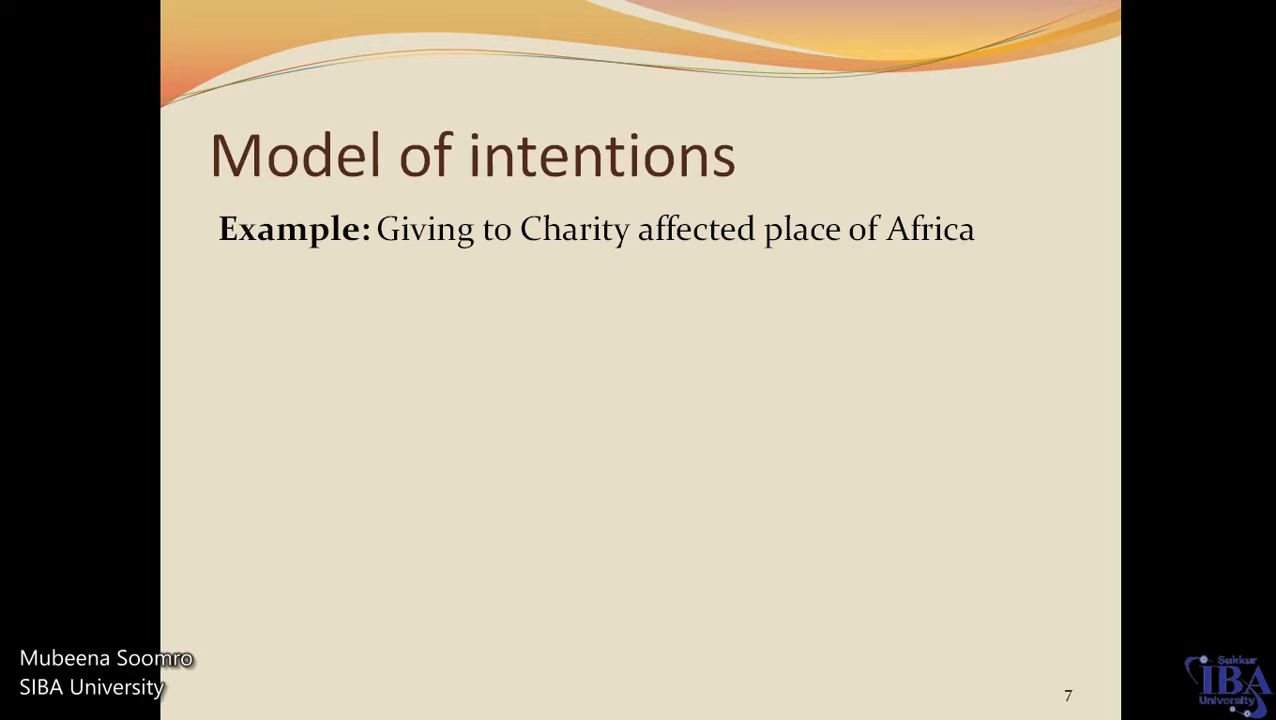 Model of intentions
Example: Giving to Charity affected place of Africa
Mubeena Soomro
SIBA University
7
Sukkur
IBA
University